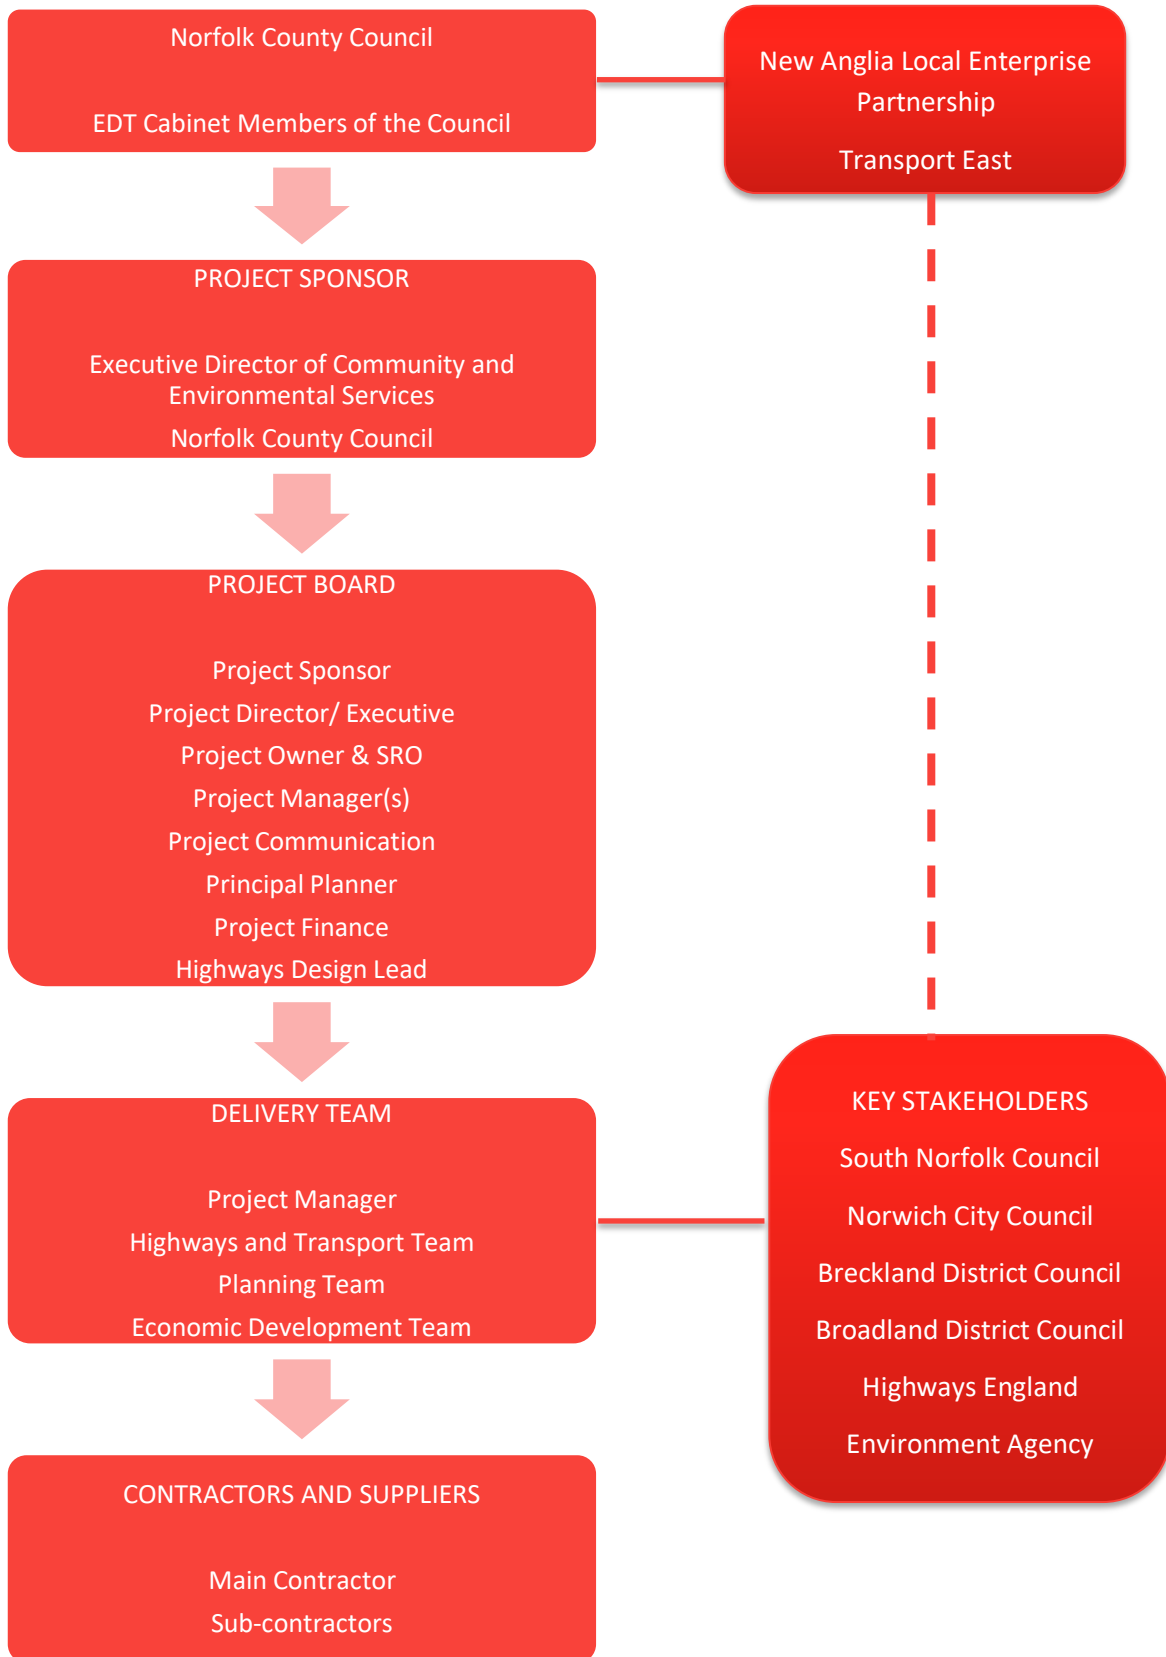 Norfolk County Council
EDT Cabinet Members of the Council
New Anglia Local Enterprise
Partnership
Transport East
PROJECT SPONSOR
Executive Director of Community and
Environmental Services
Norfolk County Council
PROJECT BOARD
Project Sponsor
Project Director/ Executive
Project Owner & SRO
Project Manager(s)
Project Communication
Principal Planner
Project Finance
Highways Design Lead
DELIVERY TEAM
Project Manager
Highways and Transport Team
Planning Team
Economic Development Team
KEY STAKEHOLDERS
South Norfolk Council
Norwich City Council
Breckland District Council
Broadland District Council
Highways England
Environment Agency
CONTRACTORS AND SUPPLIERS
Main Contractor
Sub-contractors